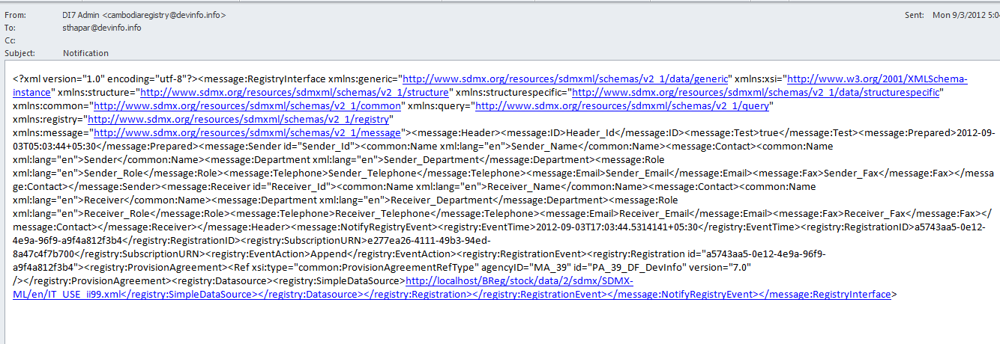 From: DI7 Admin <cambodiaregistry@devinfo.info> Sent: Mon 9/3/2012 5:04
To: sthapar@devinfo.info
Cc:
Subject: Notification
<?xml version="1.0" encoding="utf-8"?><message:RegistryInterface xmlns:generic="http://www.sdmx.org/resources/sdmxml/schemas/v2_1/data/generic" xmlns:xsi="http://www.w3.org/2001/XMLSchema-
instance" xmlns:structure="http://www.sdmx.org/resources/sdmxml/schemas/v2_1/structure" xmlns:structurespecific="http://www.sdmx.org/resources/sdmxml/schemas/v2_1/data/structurespecific"
xmlns:common="http://www.sdmx.org/resources/sdmxml/schemas/v2_1/common" xmlns:query="http://www.sdmx.org/resources/sdmxml/schemas/v2_1/query"
xmlns:registry="http://www.sdmx.org/resources/sdmxml/schemas/v2_1/registry"
xmlns:message="http://www.sdmx.org/resources/sdmxml/schemas/v2_1/message"><message:Header><message:ID>Header_Id</message:ID><message:Test>true</message:Test><message:Prepared>2012-09-
03T05:03:44+05:30</message:Prepared><message:Sender id="Sender_Id"><common:Name xml:lang="en">Sender_Name</common:Name><message:Contact><common:Name
xml:lang="en">Sender</common:Name><message:Department xml:lang="en">Sender_Department</message:Department><message:Role
xml:lang="en">Sender_Role</message:Role><message:Telephone>Sender_Telephone</message:Telephone><message:Email>Sender_Email</message:Email><message:Fax>Sender_Fax</message:Fax></messa
ge:Contact></message:Sender><message:Receiver id="Receiver_Id"><common:Name xml:lang="en">Receiver_Name</common:Name><message:Contact><common:Name
xml:lang="en">Receiver</common:Name><message:Department xml:lang="en">Receiver_Department</message:Department><message:Role
xml:lang="en">Receiver_Role</message:Role><message:Telephone>Receiver_Telephone</message:Telephone><message:Email>Receiver_Email</message:Email><message:Fax>Receiver_Fax</message:Fax></
message:Contact></message:Receiver></message:Header><message:NotifyRegistryEvent><registry:EventTime>2012-09-03T17:03:44.5314141+05:30</registry:EventTime><registry:RegistrationID>a5743aa5-0e12-
4e9a-96f9-a9f4a812f3b4</registry:RegistrationID><registry:SubscriptionURN>e277ea26-4111-49b3-94ed-
8a47c4f7b700</registry:SubscriptionURN><registry:EventAction>Append</registry:EventAction><registry:RegistrationEvent><registry:Registration id="a5743aa5-0e12-4e9a-96f9-
a9f4a812f3b4"><registry:ProvisionAgreement><Ref xsi:type="common:ProvisionAgreementRefType" agencyID="MA_39" id="PA_39_DF_DevInfo" version="7.0"
/></registry:ProvisionAgreement><registry:Datasource><registry:SimpleDataSource>http://localhost/BReg/stock/data/2/sdmx/SDMX-
ML/en/IT_USE_ii99.xml</registry:SimpleDataSource></registry:Datasource></registry:Registration></registry:RegistrationEvent></message:NotifyRegistryEvent></message:RegistryInterface>